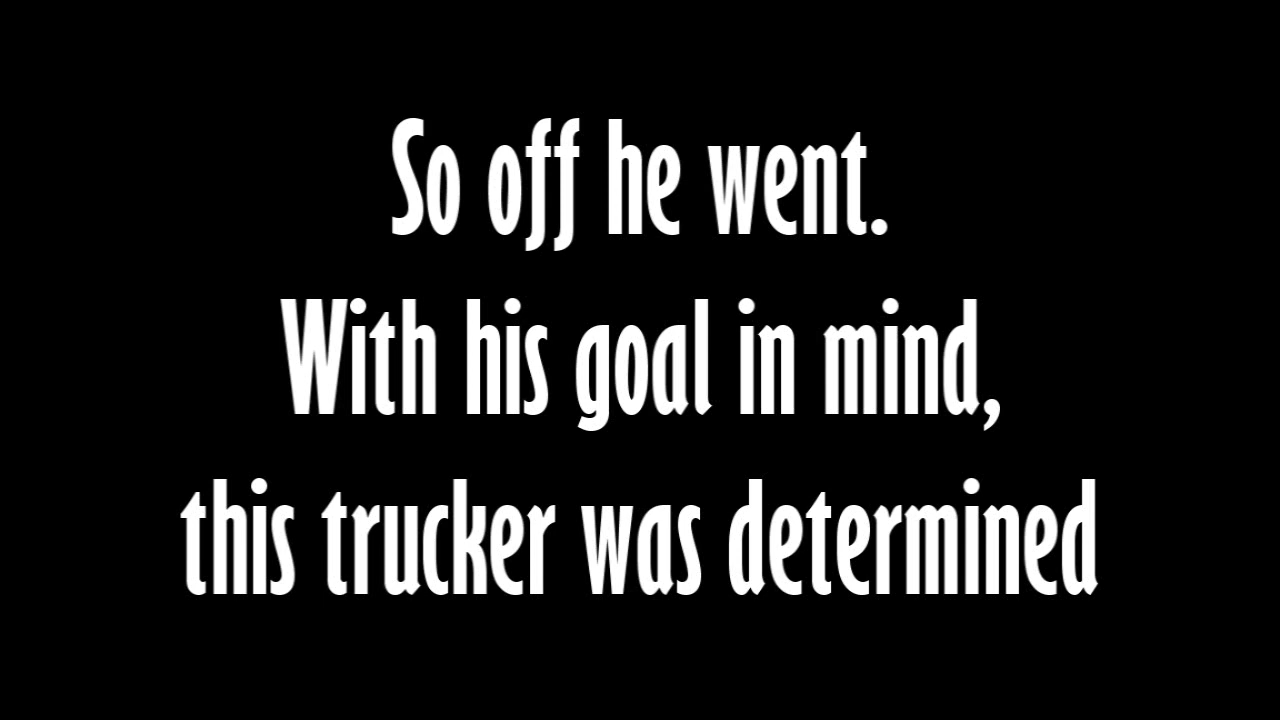 So off he went.
With his goal in mind,
this trucker was determined